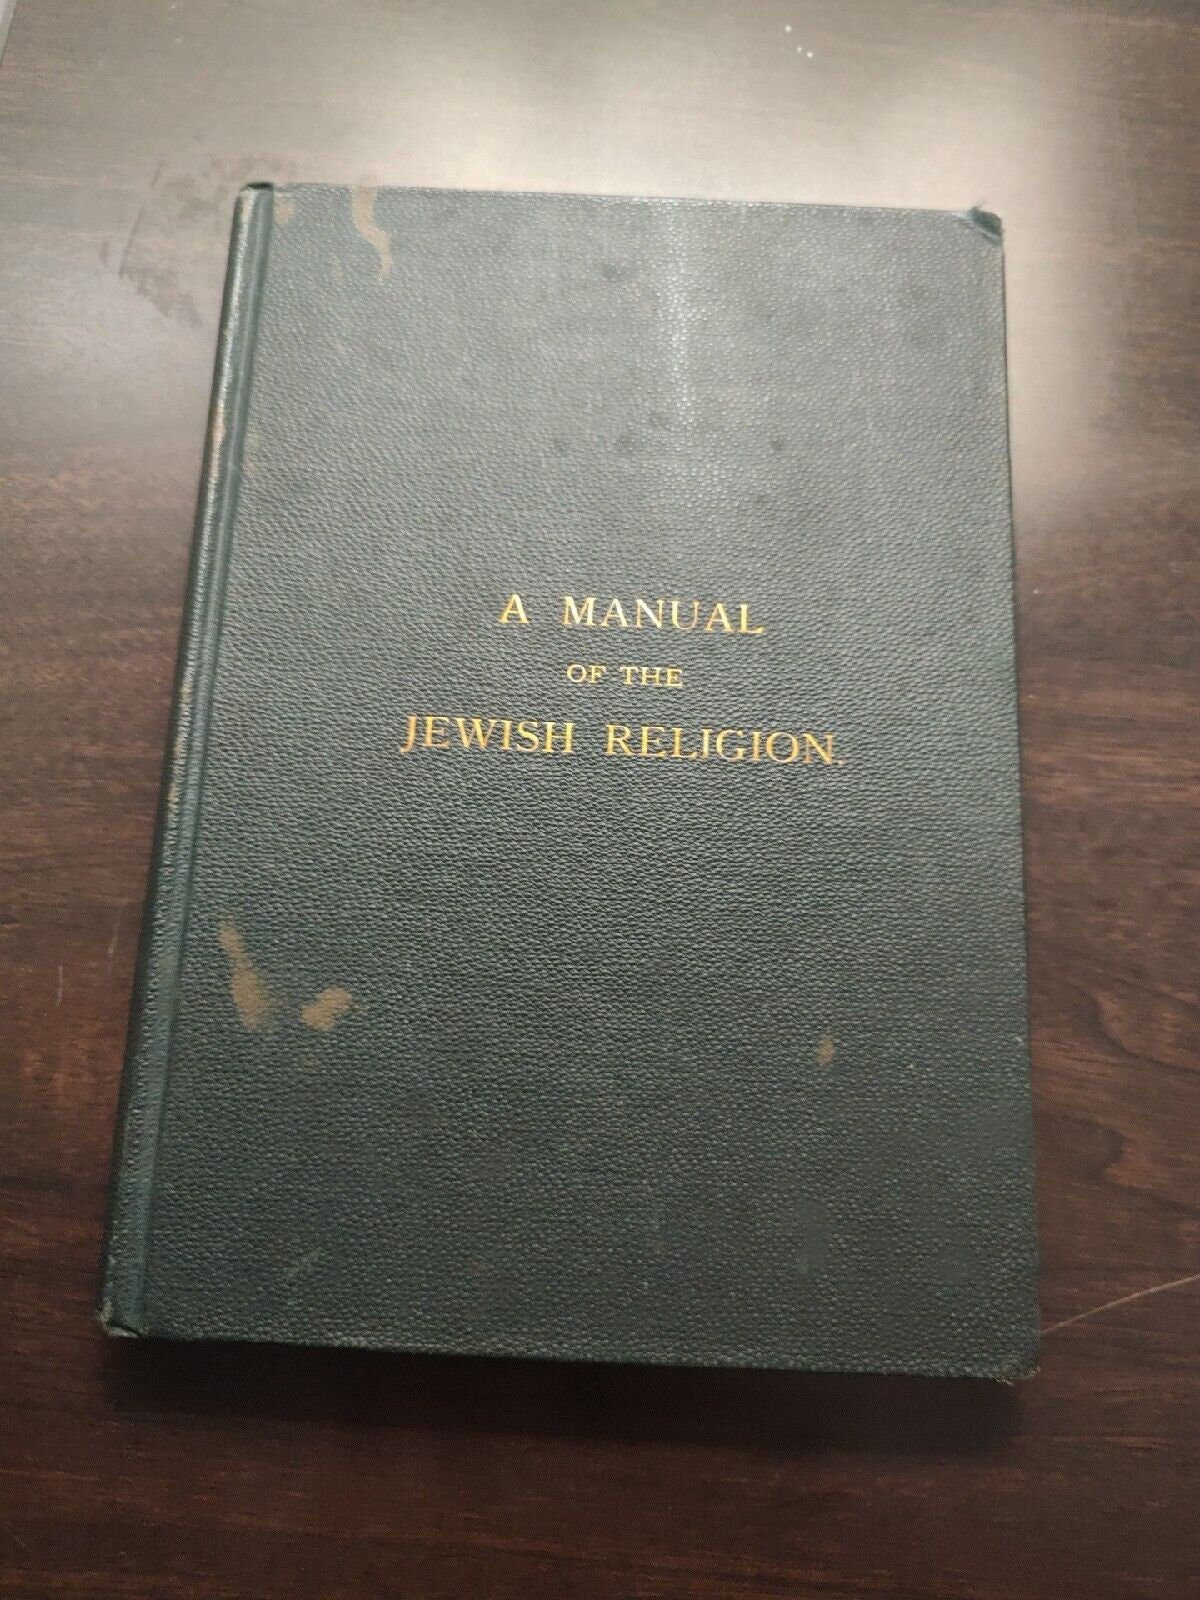 A MANUAL
OF THE
JEWISH RELIGION.